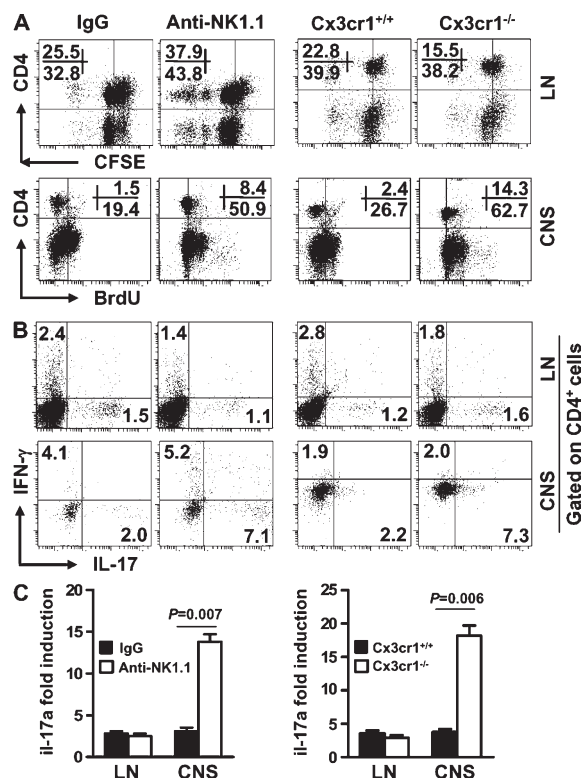 A IgG Anti-NK1.1 Cx3cr1+/+ Cx3cr1-/-
25.5 37.9 22.8 15.5
32.8 43.8 39.9 38.2
CD4
LN
CFSE
1.5 8.4 2.4 14.3
19.4 50.9 26.7 62.7
CD4
CNS
BrdU
B 2.4 1.4 2.8 1.8
1.5 1.1 1.2 1.6
LN
4.1 5.2 1.9 2.0
2.0 7.1 2.2 7.3
CNS
Gated on CD4+ cells
IFN-γ
IL-17
C
il-17a fold induction
20
15
10
5
0
P=0.007
IgG
Anti-NK1.1
LN CNS
il-17a fold induction
25
20
15
10
5
0
P=0.006
Cx3cr1+/+
Cx3cr1-/-
LN CNS